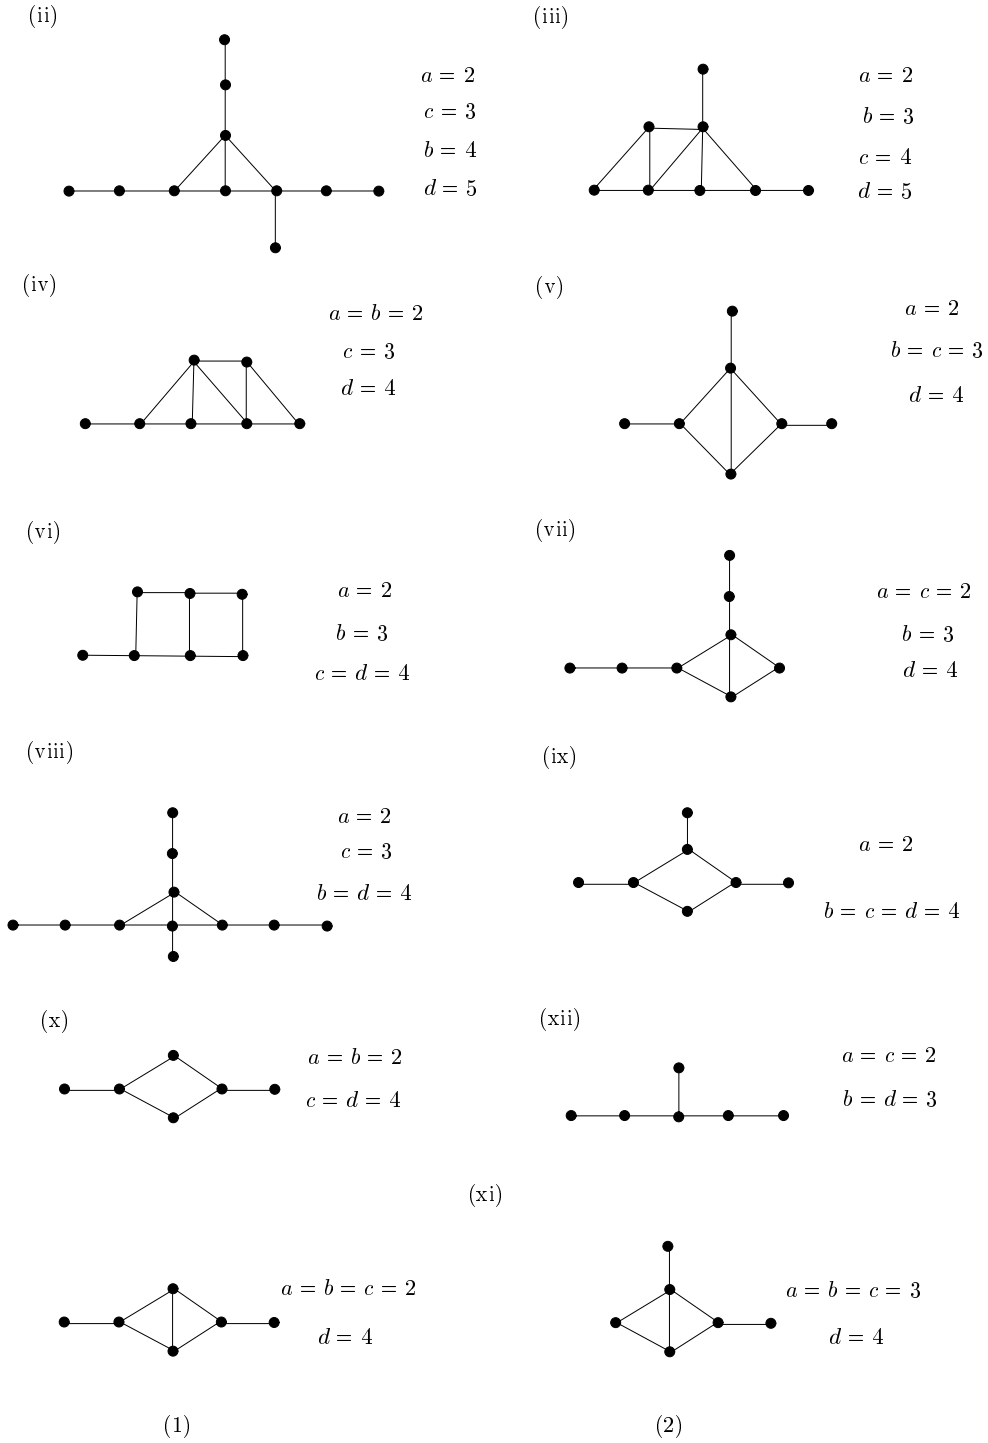 (ii)
a = 2
c = 3
b = 4
d = 5
(iii)
a = 2
b = 3
c = 4
d = 5
(iv)
a = b = 2
c = 3
d = 4
(v)
a = 2
b = c = 3
d = 4
(vi)
a = 2
b = 3
c = d = 4
(vii)
a = c = 2
b = 3
d = 4
(viii)
a = 2
c = 3
b = d = 4
(ix)
a = 2
b = c = d = 4
(x)
a = b = 2
c = d = 4
(xii)
a = c = 2
b = d = 3
(xi)
a = b = c = 2
d = 4
(1)
a = b = c = 3
d = 4
(2)